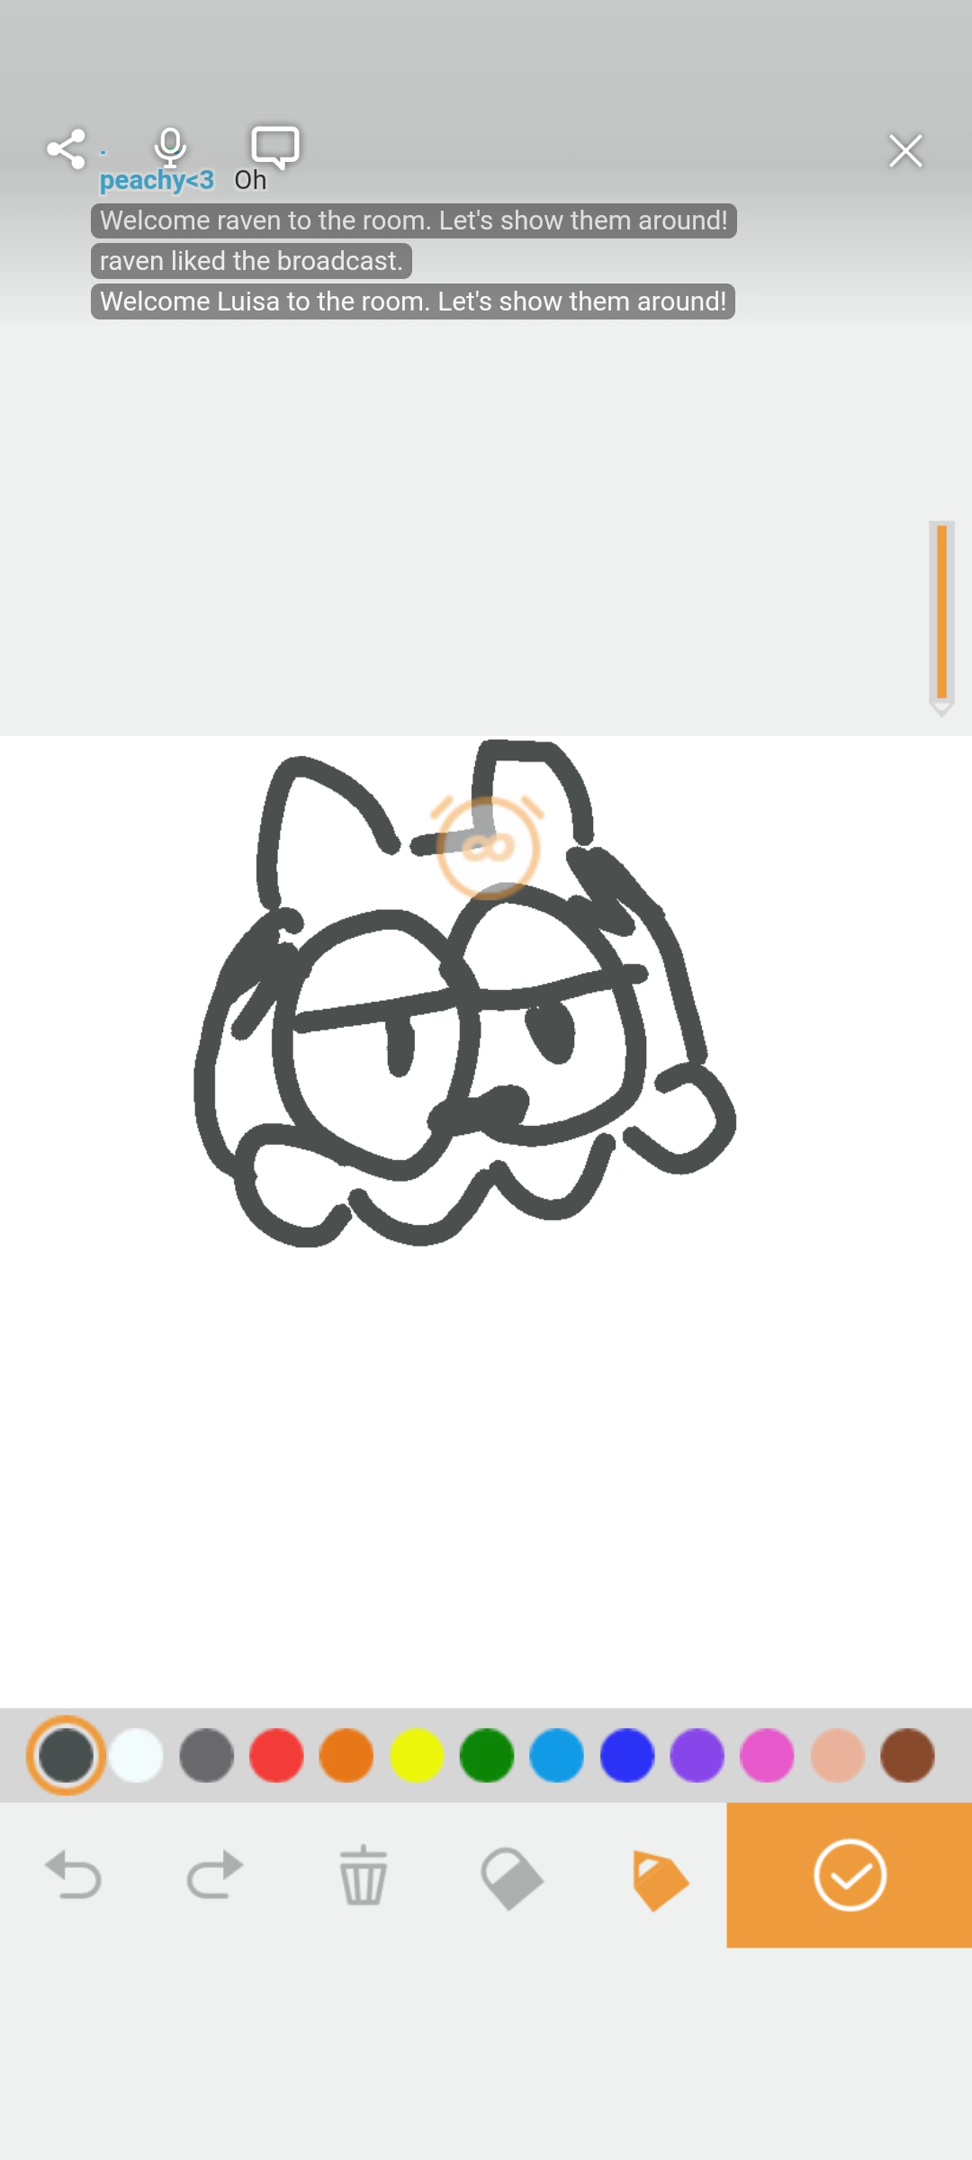 peachy<3 Oh
Welcome raven to the room. Let's show them around!
raven liked the broadcast.
Welcome Luisa to the room. Let's show them around!